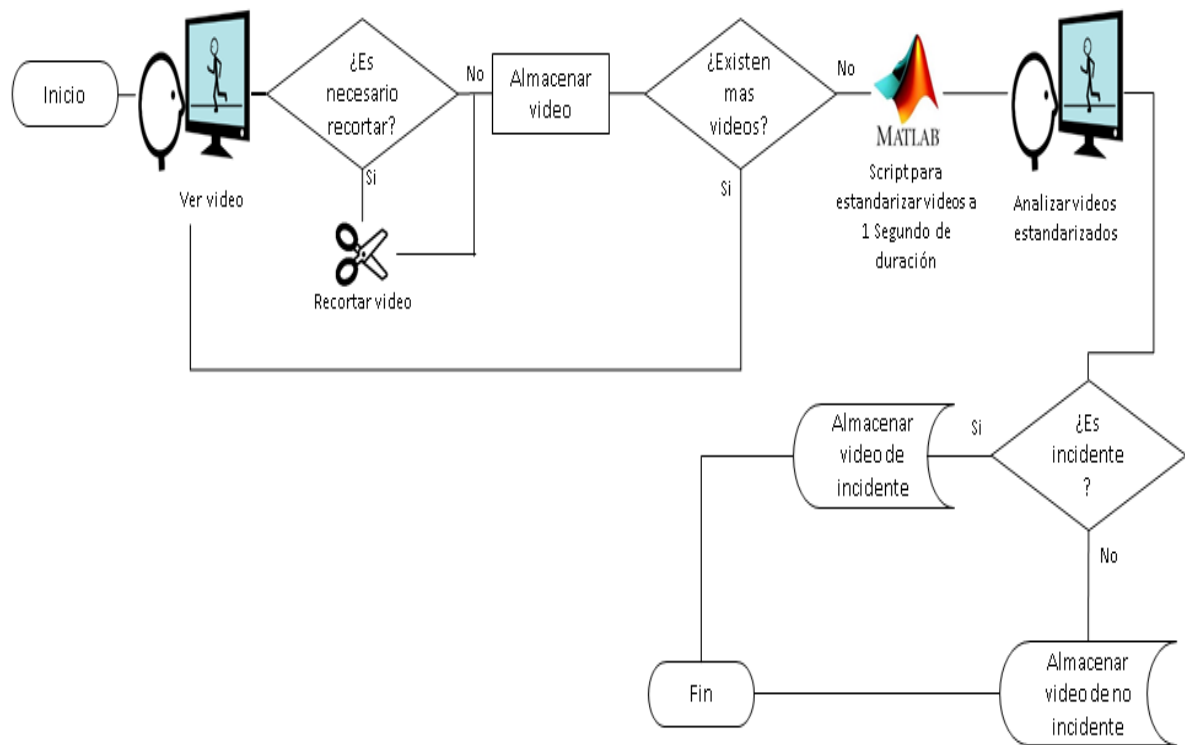 Inicio
Ver video
¿Es
necesario
recortar?
No
Si
Recortar video
Almacenar
video
¿Existen
mas
videos?
No
Si
MATLAB
Script para
estandarizar videos a
1 Segundo de
duración
Analizar videos
estandarizados
¿Es
incidente
?
Si
No
Almacenar
video de
incidente
Almacenar
video de no
incidente
Fin